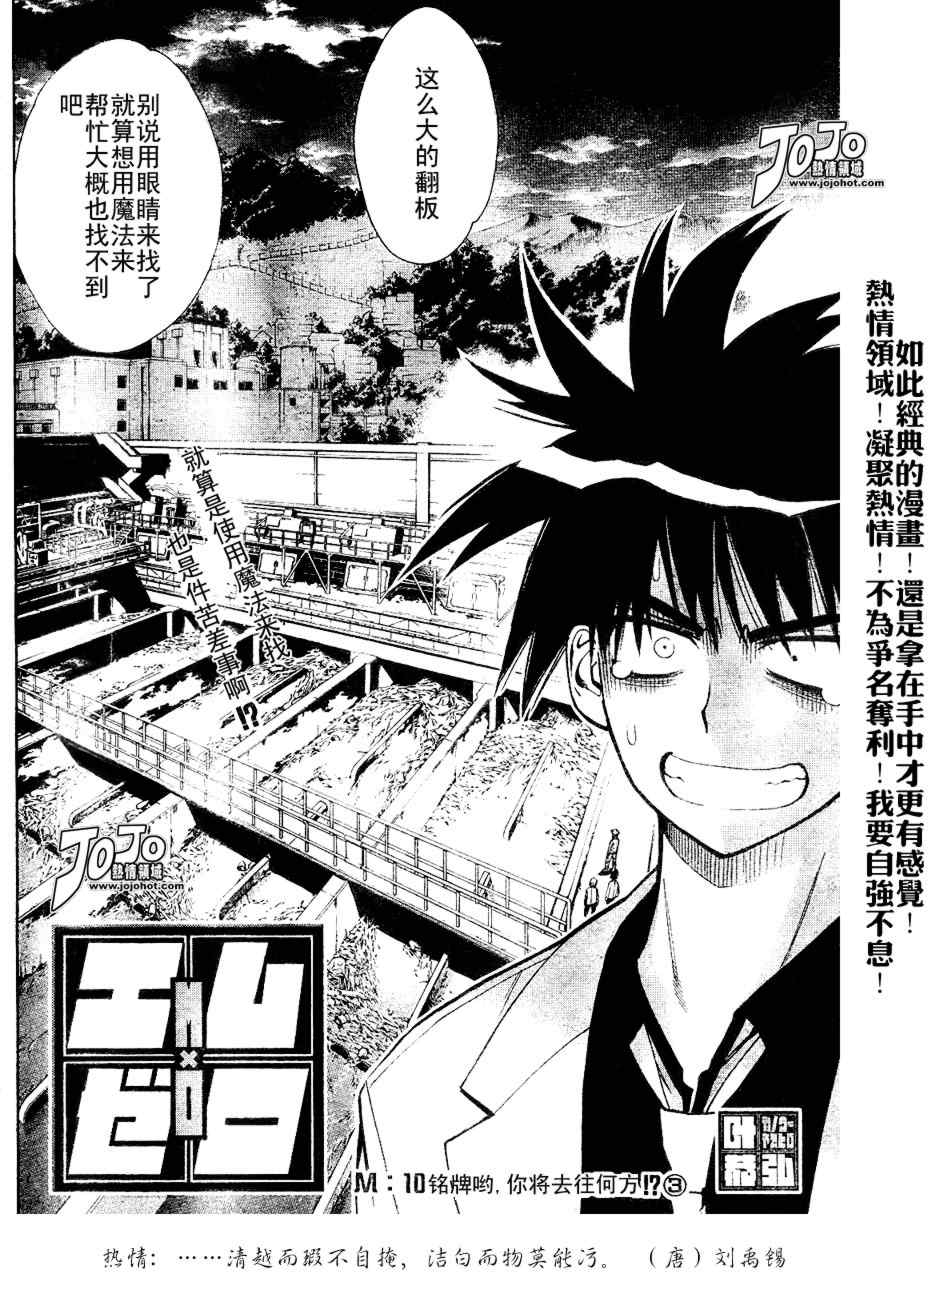 这么大的翻板
别说用眼睛来找了
就算想用魔法来
帮忙大概也找不到
吧
JOJO
熱情領域
www.jojohot.com
就算是使用魔法来找、
也是件苦差事啊!?
如此經典的漫畫！還是拿在手中才更有感覺！
熱情領域！凝聚熱情！不為爭名奪利！我要自強不息！
JOJO
熱情領域
www.jojohot.com
エム
M×0
ゼロ
叶
恭弘
M：10铭牌哟,你将去往何方!?③
热情：……清越而瑕不自掩，洁白而物莫能污。（唐）刘禹锡